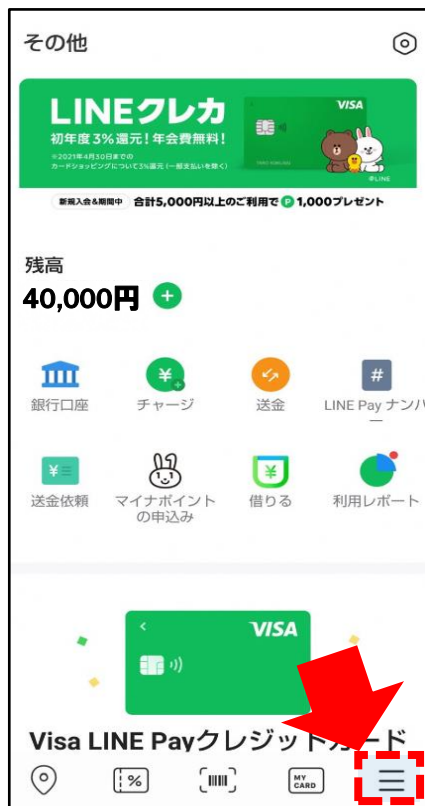 その他
LINEクレカ
初年度3%還元!年会費無料!
※2021年4月30日までの
カードショッピングについて3%還元(一部支払いを除く)
VISA
@LINE
新規入会&期間中 合計5,000円以上のご利用で P 1,000プレゼント
残高
40,000円 +
銀行口座 チャージ 送金 LINE Pay ナンバー
送金依頼 マイナポイントの申込み 借りる 利用レポート
VISA
Visa LINE Payクレジットカード
%
MY
CARD